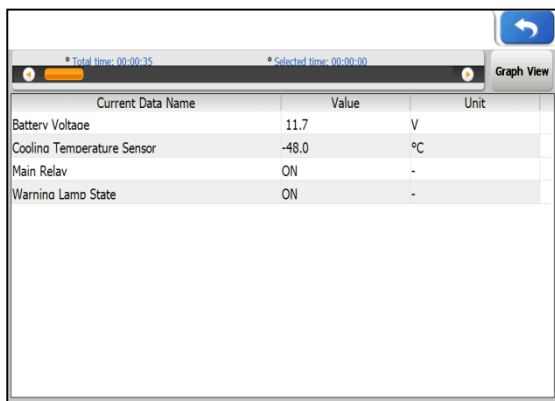 ° Total time: 00:00:35 ° Selected time: 00:00:00
Graph View
Current Data Name Value Unit
Battery Voltage 11.7 V
Cooling Temperature Sensor -48.0 °C
Main Relay ON -
Warning Lamp State ON -